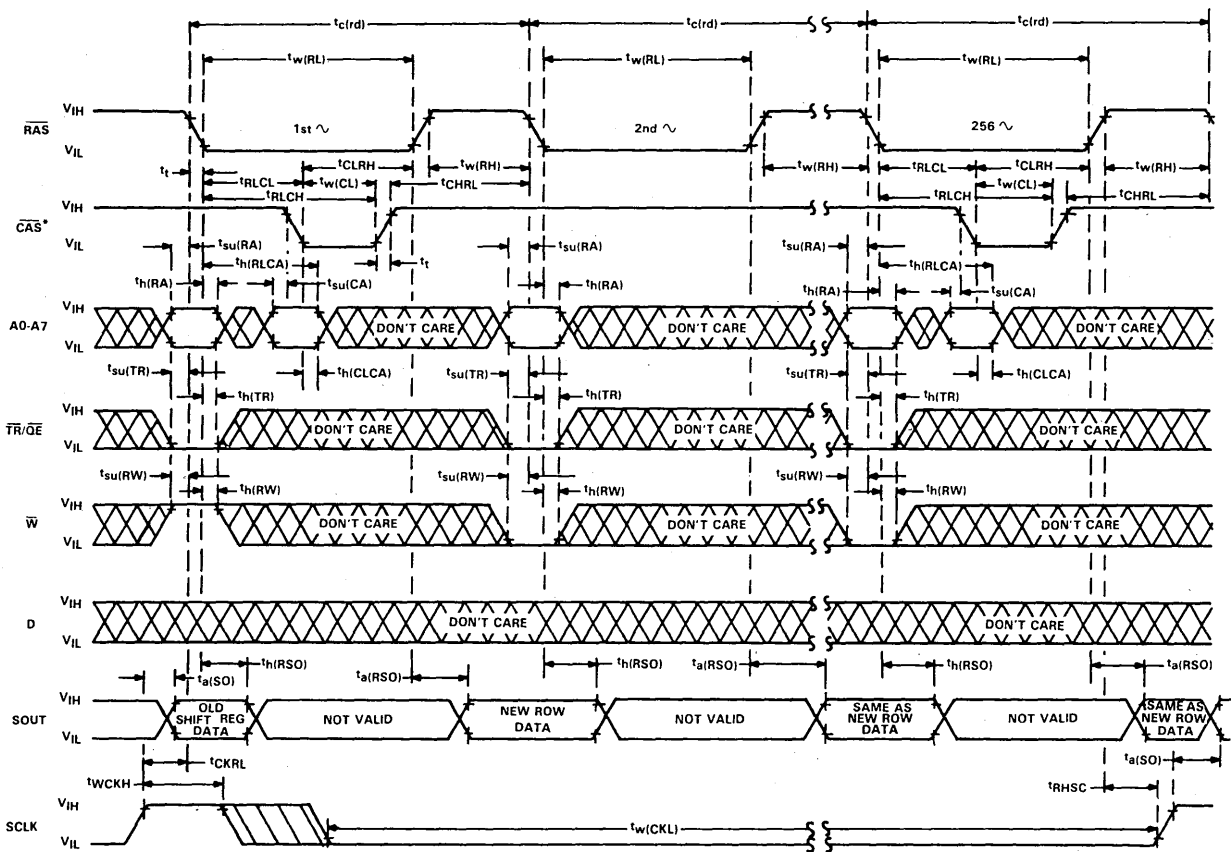 tc(rd) tc(rd) tc(rd)
tw(RL) tw(RL) tw(RL)
VIH
RAS 1st ∿ 2nd ∿ 256 ∿
VIL
tCLRH tw(RH) tw(RH) tRLCL tCLRH tw(RH)
tt tRLCL tw(CL) tCHRL tw(CL) tCHRL
tRLCH tRLCH
VIH
CAS*
VIL
tsu(RA) tsu(RA) tsu(RA)
th(RLCA) tt th(RLCA)
th(RA) tsu(CA) th(RA) th(RA) tsu(CA)
VIH
A0-A7 DON'T CARE DON'T CARE DON'T CARE
VIL
tsu(TR) th(CLCA) tsu(TR) tsu(TR) th(CLCA)
th(TR) th(TR) th(TR)
VIH
TR/QE DON'T CARE DON'T CARE DON'T CARE
VIL
tsu(RW) tsu(RW) tsu(RW)
th(RW) th(RW) th(RW)
VIH
W DON'T CARE DON'T CARE DON'T CARE
VIL
VIH
D DON'T CARE DON'T CARE
VIL
th(RSO) ta(RSO) th(RSO) ta(RSO) th(RSO) ta(RSO)
ta(SO)
VIH
SOUT OLD SHIFT REG DATA NOT VALID NEW ROW DATA NOT VALID SAME AS NEW ROW DATA NOT VALID SAME AS NEW ROW DATA
VIL
tCKRL ta(SO)
tWCKH tRHSC
VIH
SCLK tw(CKL)
VIL